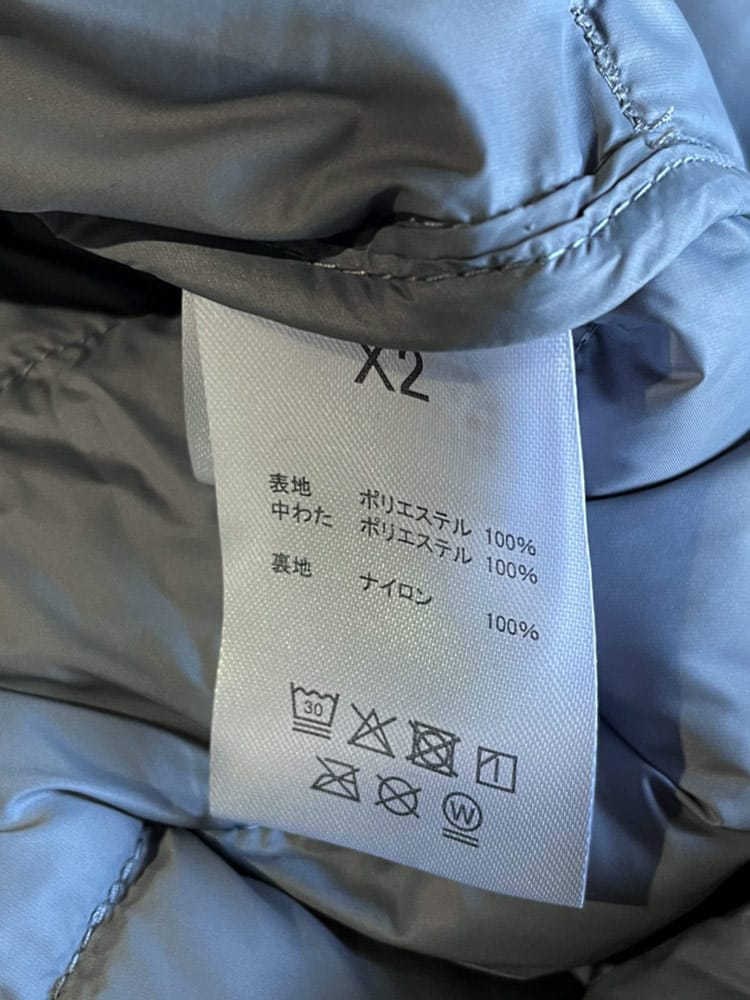 X2
表地 ポリエステル 100%
中わた ポリエステル 100%
裏地 ナイロン 100%
30
W